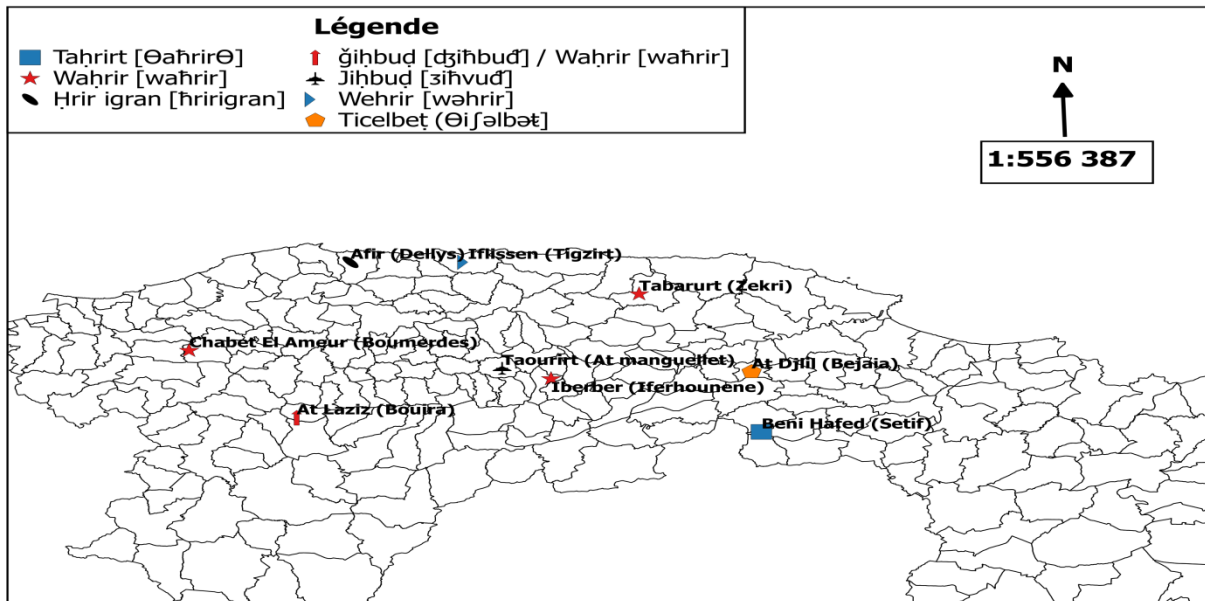 Légende
Taḥrirt [ϴaħrirϴ]
Waḥrir [waħrir]
Ḥrir igran [ħririgran]
ğiḥbuḍ [ʤiħbuđ] / Waḥrir [waħrir]
Jiḥbuḍ [ʒiħvuđ]
Wehrir [wəhrir]
Ticelbeṭ (ϴiʃəlbəŧ]
N
1:556 387
Afir (Dellys) Iflissen (Tigzirt)
Tabarurt (Zekri)
Chabet El Ameur (Boumerdes)
Taourirt (At manguellet)
At Djlil (Bejaia)
Iberber (Iferhounene)
At Laziz (Bouira)
Beni Hafed (Setif)